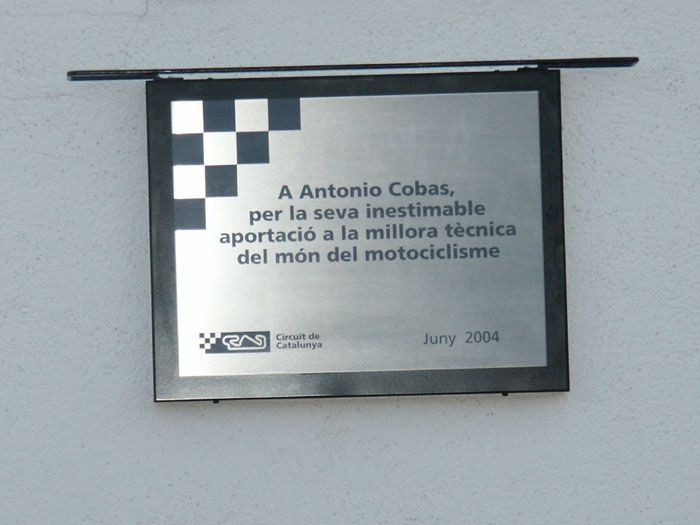 A Antonio Cobas,
per la seva inestimable
aportació a la millora tècnica
del món del motociclisme
Circuit de
Catalunya
Juny 2004